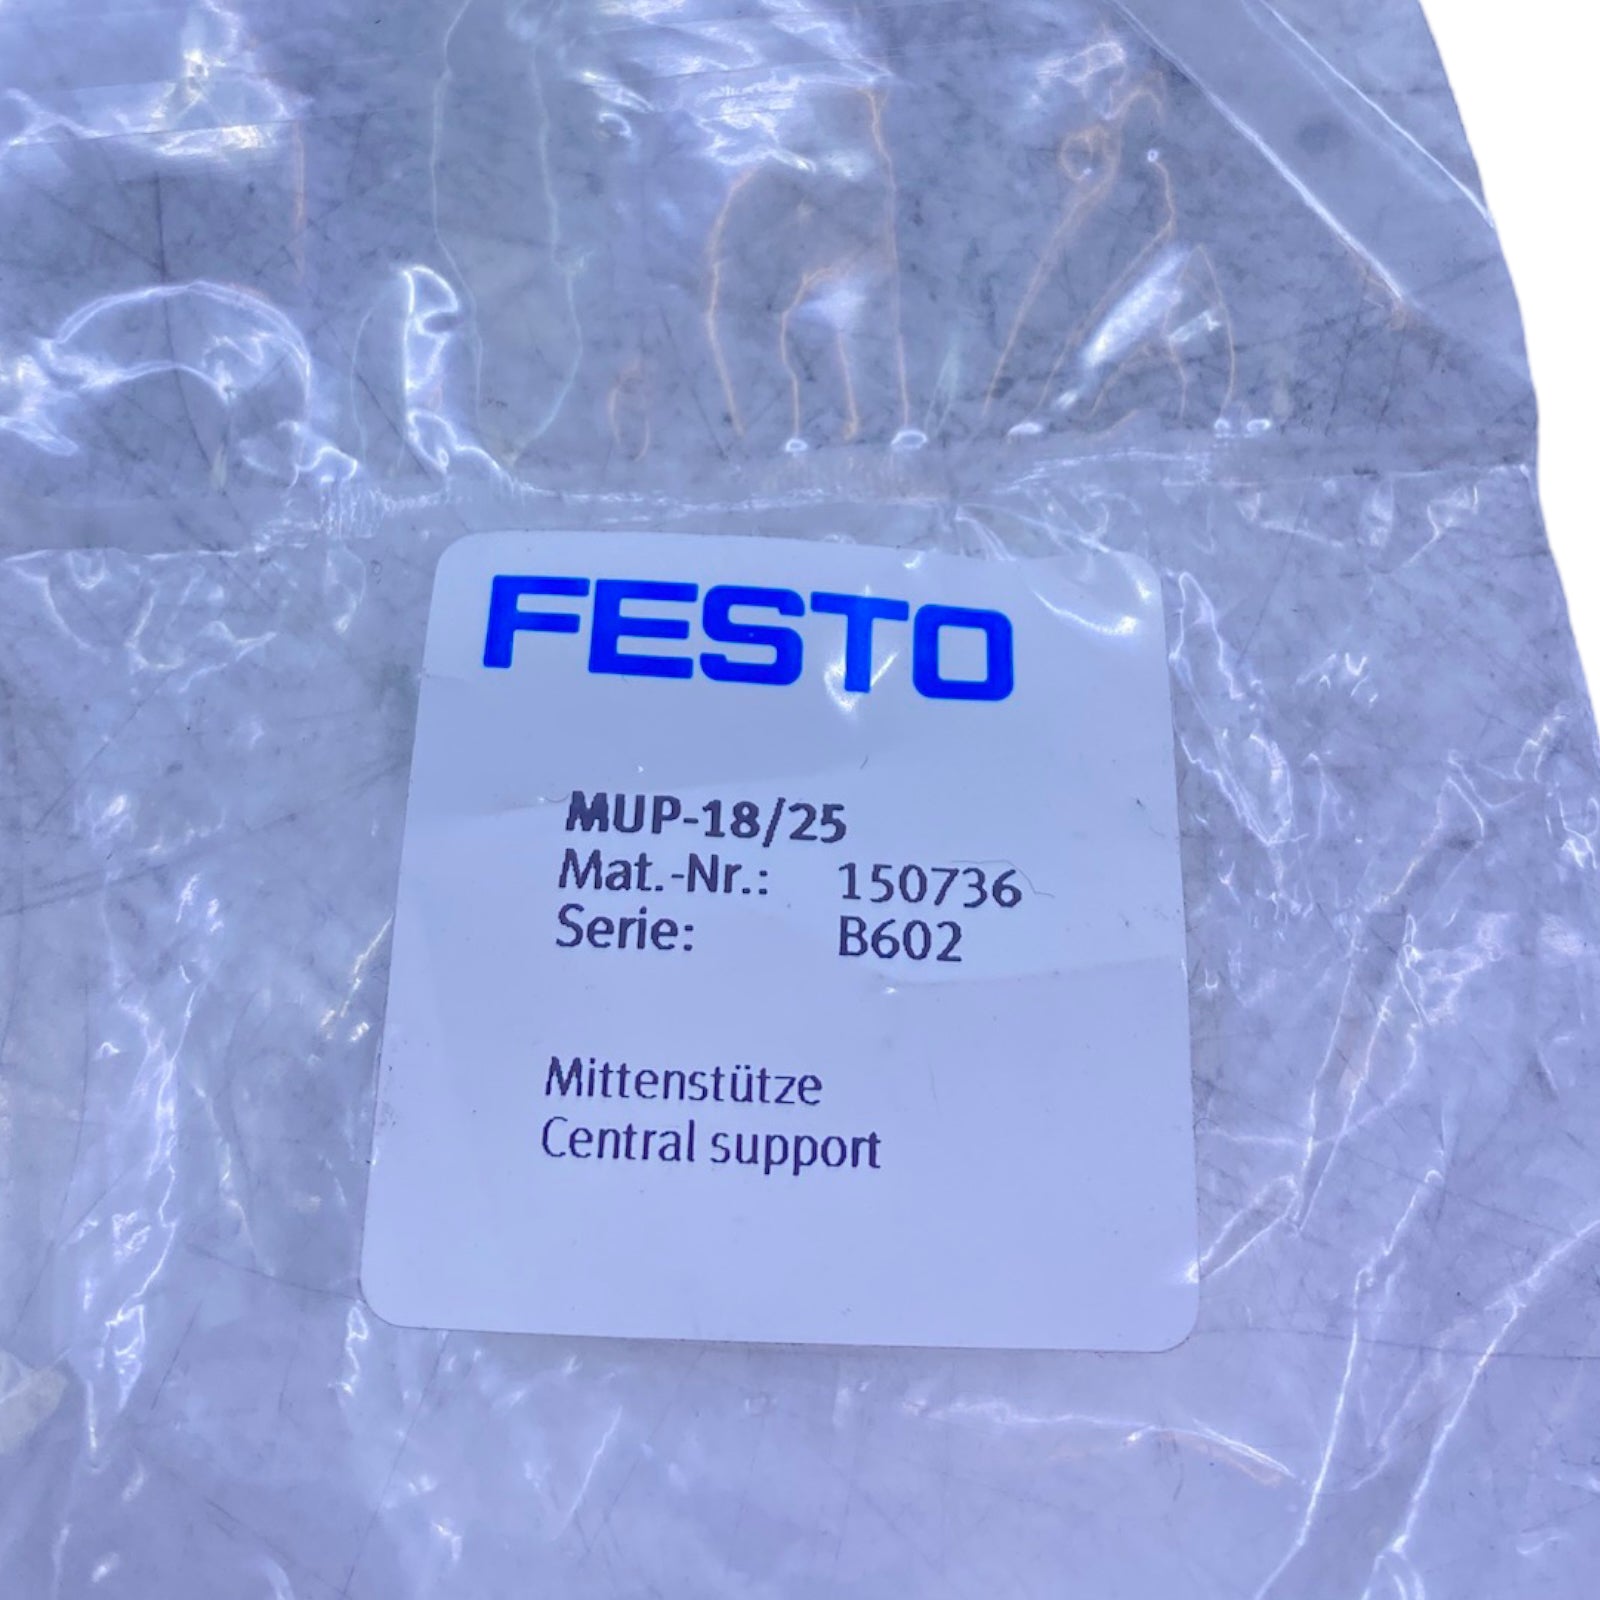 FESTO
MUP-18/25
Mat.-Nr.: 150736
Serie: B602
Mittenstütze
Central support